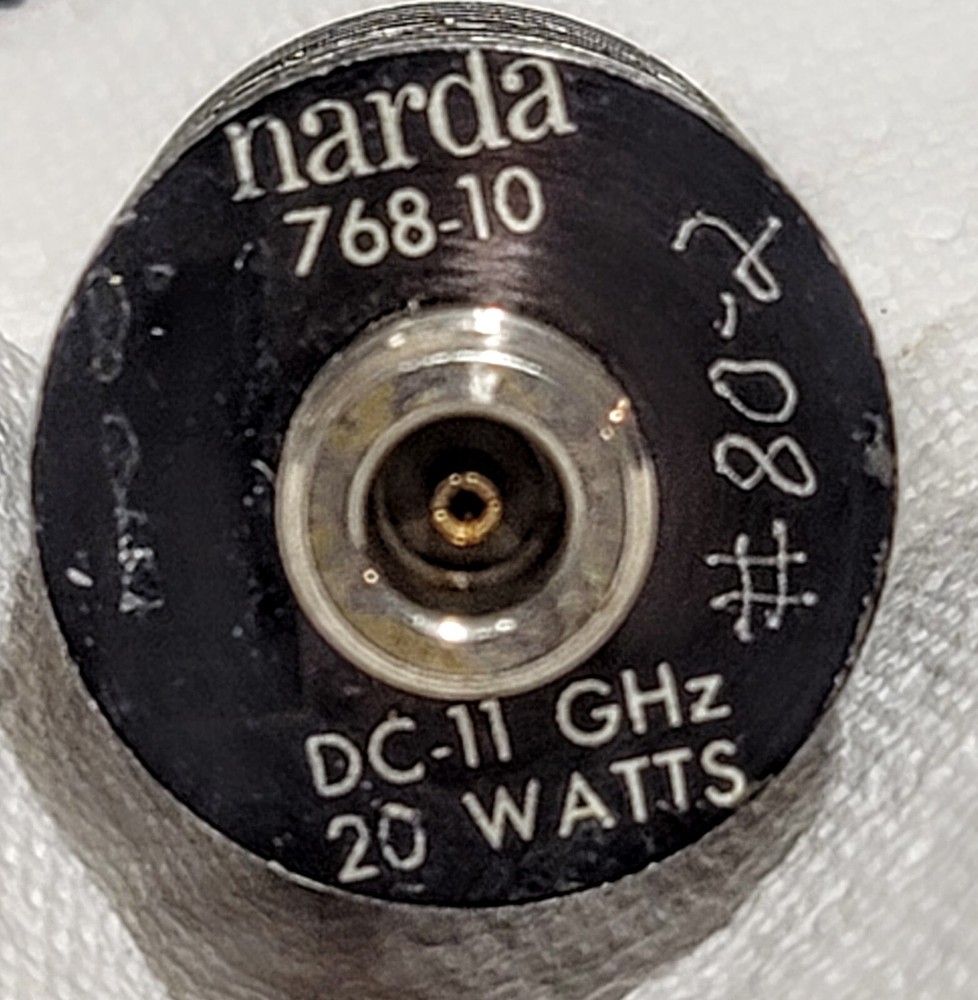 narda
768-10
#80-2
DC-11 GHz
20 WATTS